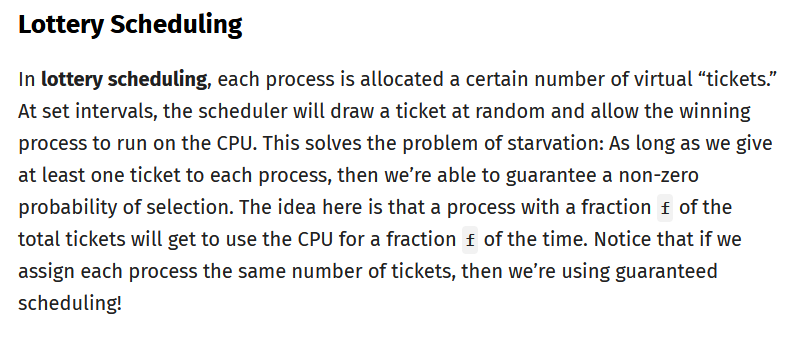 Lottery Scheduling
In lottery scheduling, each process is allocated a certain number of virtual “tickets.”
At set intervals, the scheduler will draw a ticket at random and allow the winning
process to run on the CPU. This solves the problem of starvation: As long as we give
at least one ticket to each process, then we’re able to guarantee a non-zero
probability of selection. The idea here is that a process with a fraction f of the
total tickets will get to use the CPU for a fraction f of the time. Notice that if we
assign each process the same number of tickets, then we’re using guaranteed
scheduling!